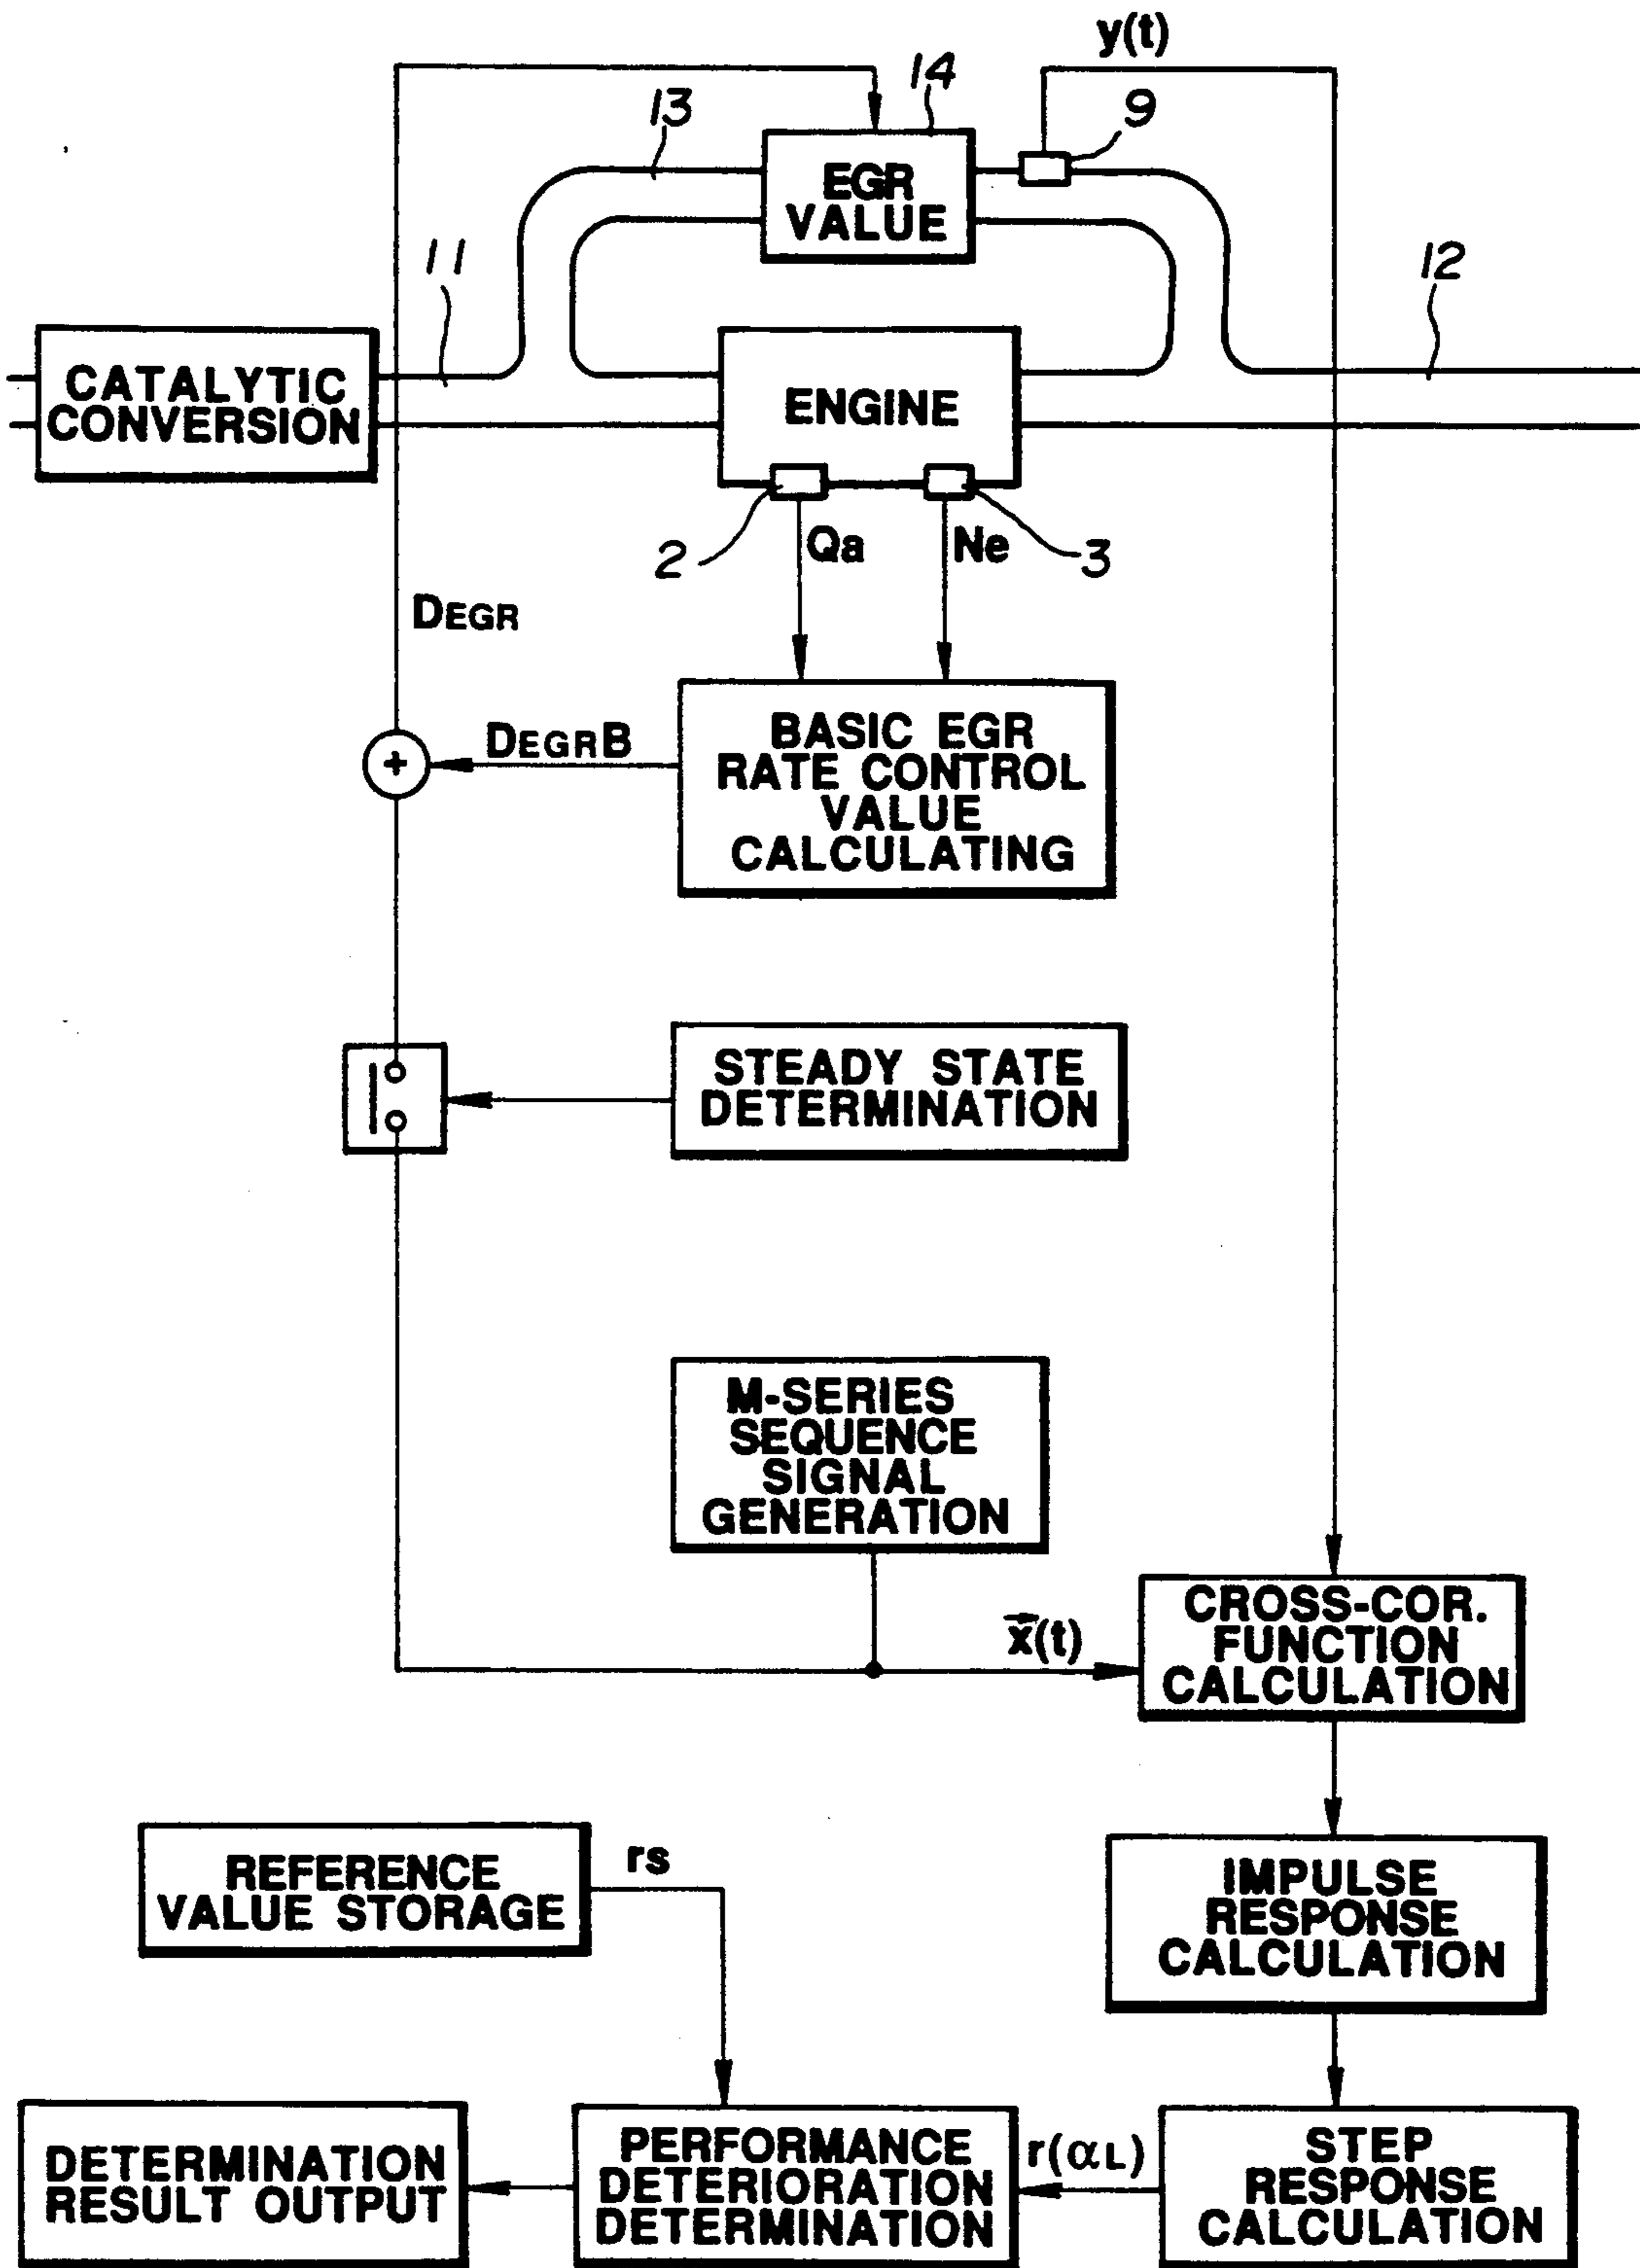 y(t)
14
13
9
EGR
VALUE
11
12
CATALYTIC
CONVERSION
ENGINE
2
Qa
Ne
3
DEGR
DEGRB
+
BASIC EGR
RATE CONTROL
VALUE
CALCULATING
STEADY STATE
DETERMINATION
M-SERIES
SEQUENCE
SIGNAL
GENERATION
x⃗(t)
CROSS-COR.
FUNCTION
CALCULATION
REFERENCE
VALUE STORAGE
rs
IMPULSE
RESPONSE
CALCULATION
DETERMINATION
RESULT OUTPUT
PERFORMANCE
DETERIORATION
DETERMINATION
r(αL)
STEP
RESPONSE
CALCULATION